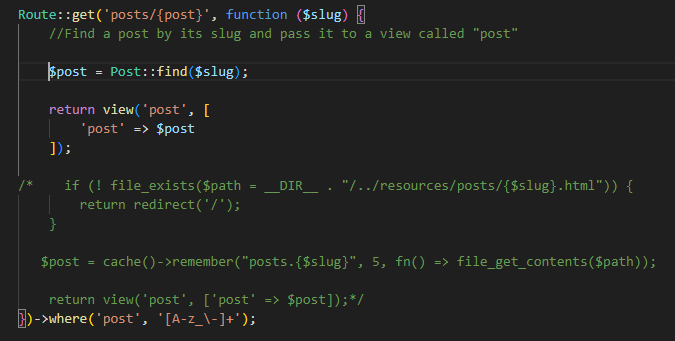 Route::get('posts/{post}', function ($slug) {
    //Find a post by its slug and pass it to a view called "post"
    $post = Post::find($slug);
    return view('post', [
        'post' => $post
    ]);
/*    if (! file_exists($path = __DIR__ . "/../resources/posts/{$slug}.html")) {
        return redirect('/');
    }
   $post = cache()->remember("posts.{$slug}", 5, fn() => file_get_contents($path));
    return view('post', ['post' => $post]);*/
})->where('post', '[A-z_\-]+');